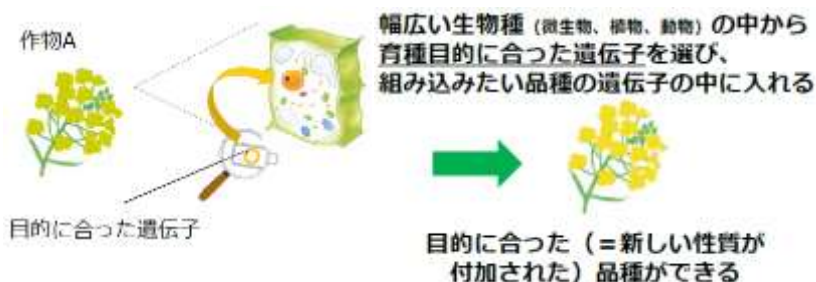 作物A
幅広い生物種（微生物、植物、動物）の中から
育種目的に合った遺伝子を選び、
組み込みたい品種の遺伝子の中に入れる
目的に合った遺伝子
目的に合った（＝新しい性質が
付加された）品種ができる